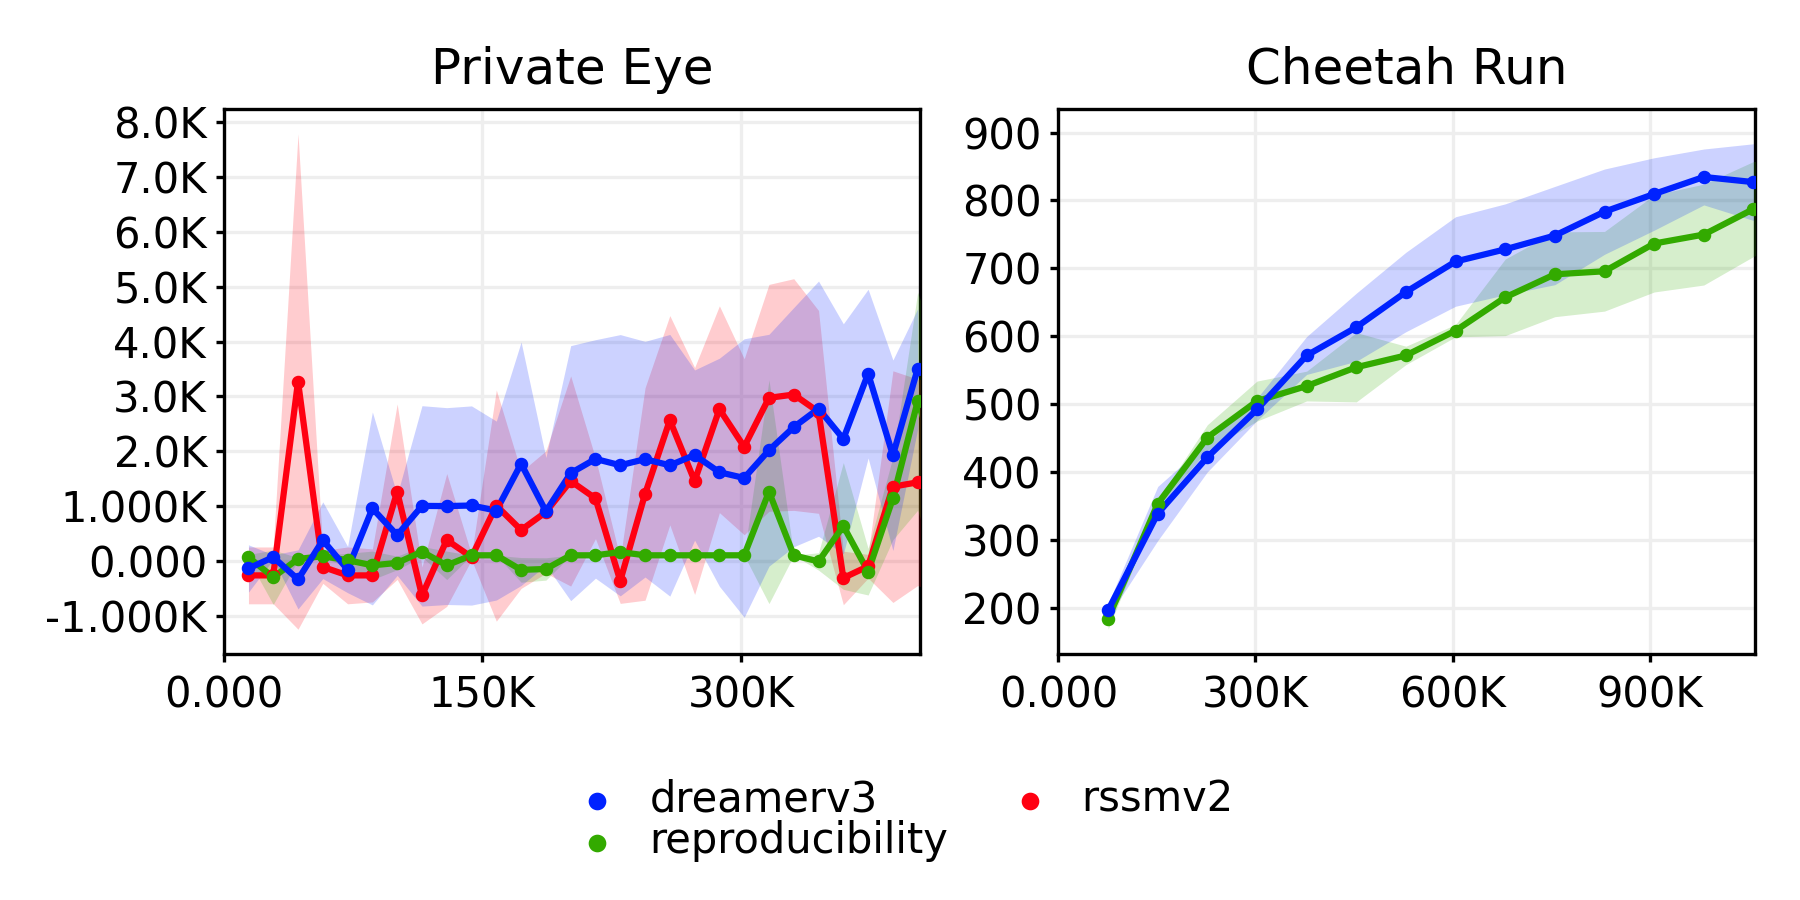 Private Eye
Cheetah Run
8.0K
7.0K
6.0K
5.0K
4.0K
3.0K
2.0K
1.000K
0.000
-1.000K
0.000
150K
300K
900
800
700
600
500
400
300
200
0.000
300K
600K
900K
dreamerv3
rssmv2
reproducibility